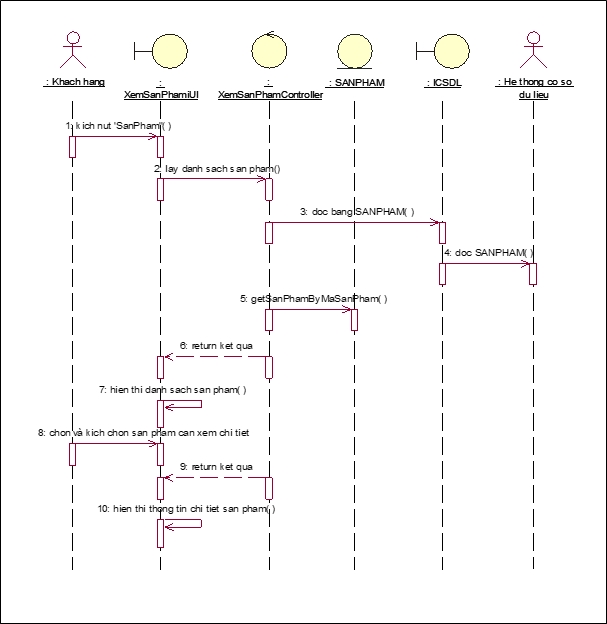 : Khach hang
:
XemSanPhamiUI
:
XemSanPhamController
: SANPHAM
: ICSDL
: He thong co so
du lieu
1: kich nut 'SanPham'( )
2: lay danh sach san pham()
3: doc bang SANPHAM( )
4: doc SANPHAM( )
5: getSanPhamByMaSanPham( )
6: return ket qua
7: hien thi danh sach san pham( )
8: chon và kich chon san pham can xem chi tiet
9: return ket qua
10: hien thi thong tin chi tiet san pham( )